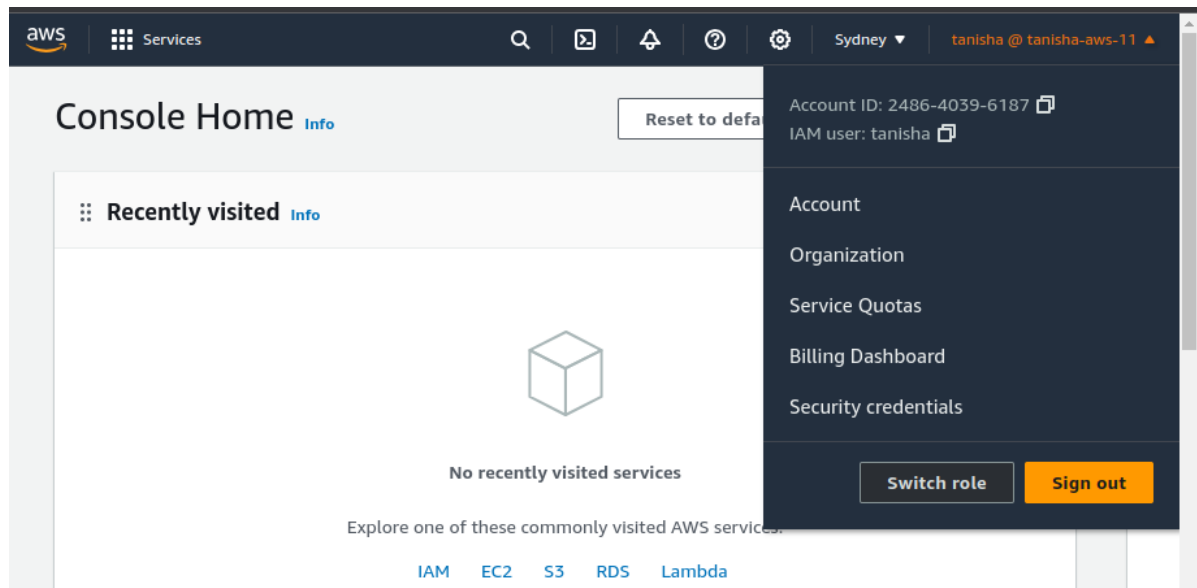 aws Services Sydney ▼ tanisha @ tanisha-aws-11 ▲
Console Home Info
Reset to defau
Account ID: 2486-4039-6187
IAM user: tanisha
Recently visited Info
Account
Organization
Service Quotas
Billing Dashboard
Security credentials
Switch role Sign out
No recently visited services
Explore one of these commonly visited AWS services.
IAM EC2 S3 RDS Lambda